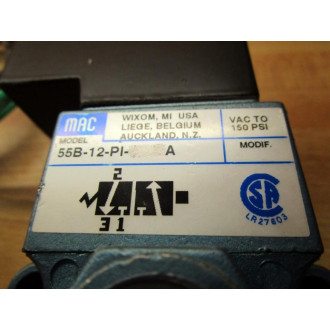 MAC
WIXOM, MI USA
LIEGE, BELGIUM
AUCKLAND, N.Z.
VAC TO
150 PSI
MODEL
55B-12-PI- A
MODIF.
2
3 1
SA
LR27603